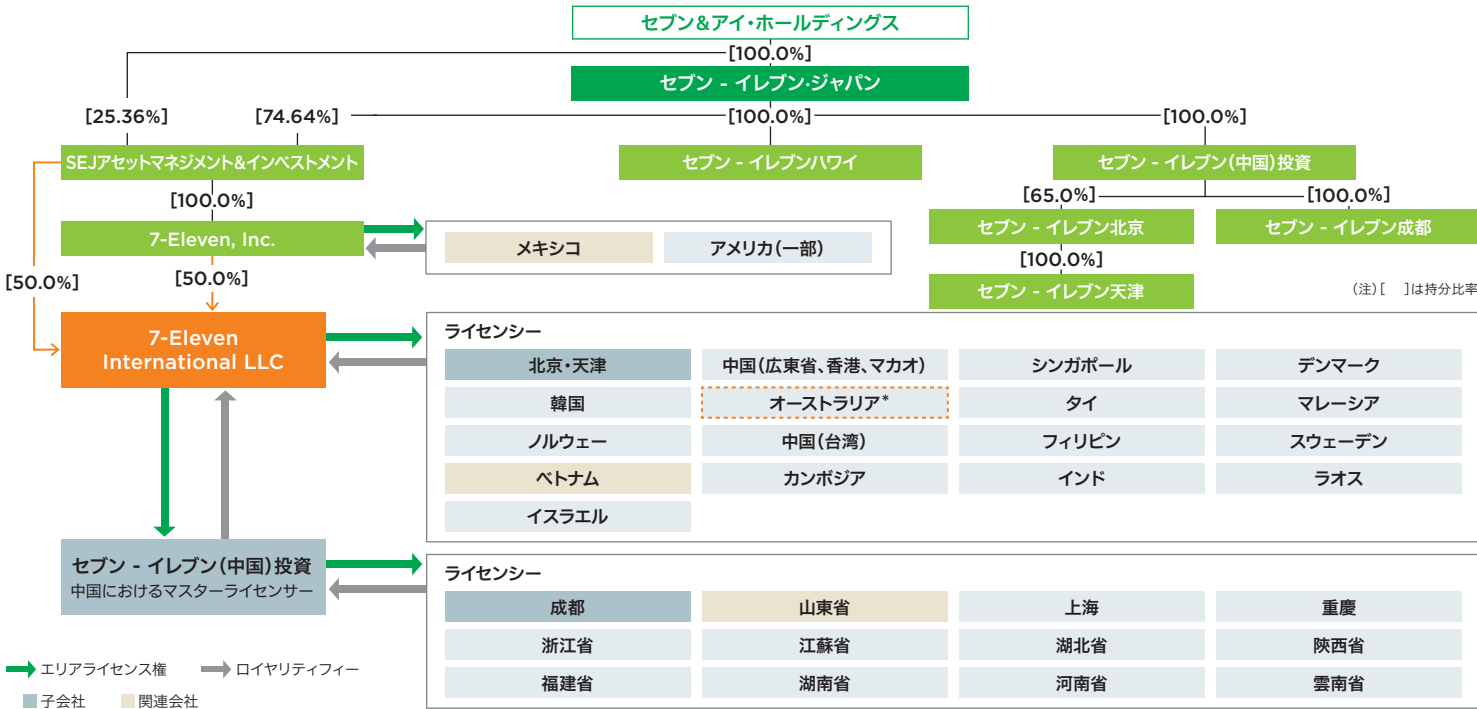 セブン&アイ・ホールディングス
[100.0%]
セブン - イレブン・ジャパン
[25.36%]
[74.64%]
[100.0%]
[100.0%]
SEJアセットマネジメント&インベストメント
セブン - イレブンハワイ
セブン - イレブン(中国)投資
[100.0%]
[65.0%]
[100.0%]
7-Eleven, Inc.
メキシコ
アメリカ(一部)
セブン - イレブン北京
セブン - イレブン成都
[100.0%]
[50.0%]
[50.0%]
セブン - イレブン天津
(注)[ ]は持分比率
7-Eleven
International LLC
ライセンシー
北京・天津
中国(広東省、香港、マカオ)
シンガポール
デンマーク
韓国
オーストラリア*
タイ
マレーシア
ノルウェー
中国(台湾)
フィリピン
スウェーデン
ベトナム
カンボジア
インド
ラオス
イスラエル
セブン - イレブン(中国)投資
中国におけるマスターライセンサー
ライセンシー
成都
山東省
上海
重慶
浙江省
江蘇省
湖北省
陝西省
福建省
湖南省
河南省
雲南省
エリアライセンス権
ロイヤリティフィー
子会社
関連会社